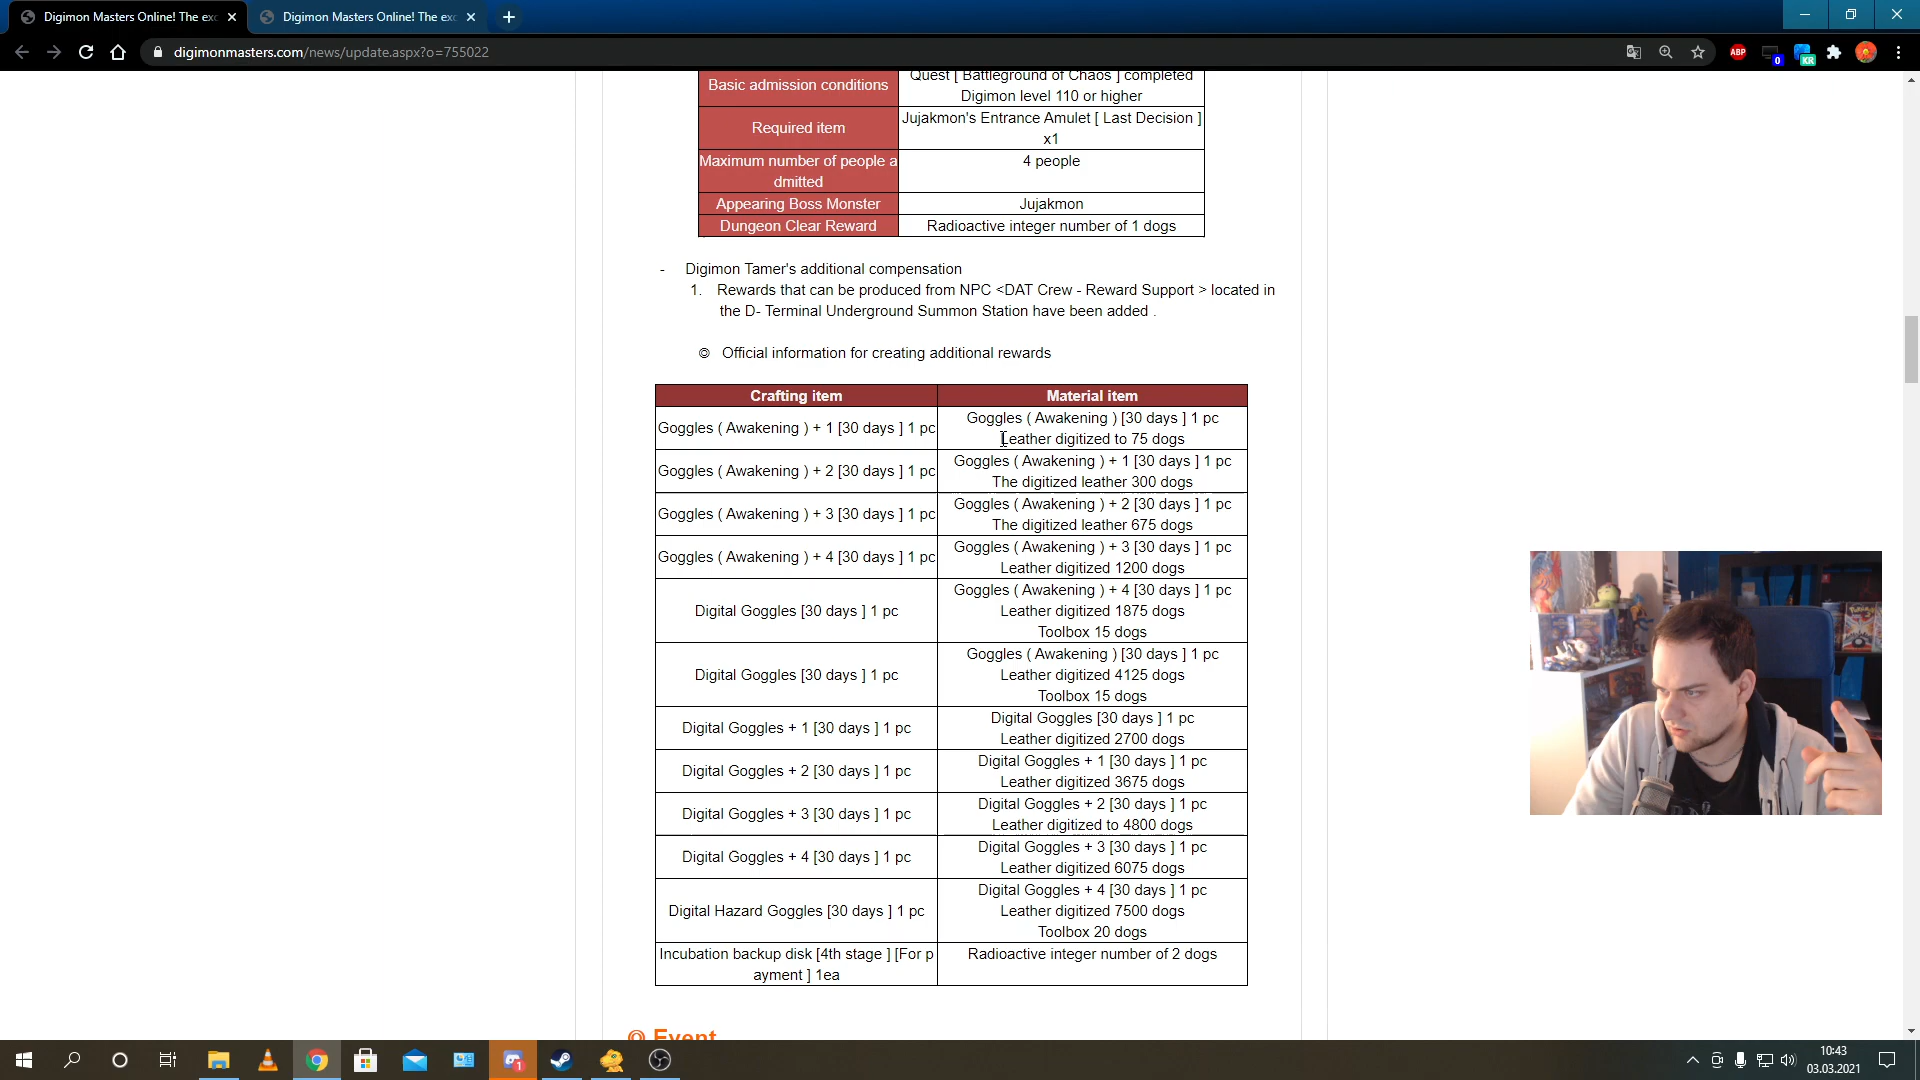 Digimon Masters Online! The exc
Digimon Masters Online! The exc
digimonmasters.com/news/update.aspx?o=755022
ABP
0
KR
Basic admission conditions
Quest [ Battleground of Chaos ] completed
Digimon level 110 or higher
Required item
Jujakmon's Entrance Amulet [ Last Decision ]
x1
Maximum number of people a
dmitted
4 people
Appearing Boss Monster
Jujakmon
Dungeon Clear Reward
Radioactive integer number of 1 dogs
- Digimon Tamer's additional compensation
1. Rewards that can be produced from NPC <DAT Crew - Reward Support > located in
the D- Terminal Underground Summon Station have been added .
◎ Official information for creating additional rewards
Crafting item
Material item
Goggles ( Awakening ) + 1 [30 days ] 1 pc
Goggles ( Awakening ) [30 days ] 1 pc
Leather digitized to 75 dogs
Goggles ( Awakening ) + 2 [30 days ] 1 pc
Goggles ( Awakening ) + 1 [30 days ] 1 pc
The digitized leather 300 dogs
Goggles ( Awakening ) + 3 [30 days ] 1 pc
Goggles ( Awakening ) + 2 [30 days ] 1 pc
The digitized leather 675 dogs
Goggles ( Awakening ) + 4 [30 days ] 1 pc
Goggles ( Awakening ) + 3 [30 days ] 1 pc
Leather digitized 1200 dogs
Digital Goggles [30 days ] 1 pc
Goggles ( Awakening ) + 4 [30 days ] 1 pc
Leather digitized 1875 dogs
Toolbox 15 dogs
Digital Goggles [30 days ] 1 pc
Goggles ( Awakening ) [30 days ] 1 pc
Leather digitized 4125 dogs
Toolbox 15 dogs
Digital Goggles + 1 [30 days ] 1 pc
Digital Goggles [30 days ] 1 pc
Leather digitized 2700 dogs
Digital Goggles + 2 [30 days ] 1 pc
Digital Goggles + 1 [30 days ] 1 pc
Leather digitized 3675 dogs
Digital Goggles + 3 [30 days ] 1 pc
Digital Goggles + 2 [30 days ] 1 pc
Leather digitized to 4800 dogs
Digital Goggles + 4 [30 days ] 1 pc
Digital Goggles + 3 [30 days ] 1 pc
Leather digitized 6075 dogs
Digital Hazard Goggles [30 days ] 1 pc
Digital Goggles + 4 [30 days ] 1 pc
Leather digitized 7500 dogs
Toolbox 20 dogs
Incubation backup disk [4th stage ] [For p
ayment ] 1ea
Radioactive integer number of 2 dogs
◎ Event
1
10:43
03.03.2021